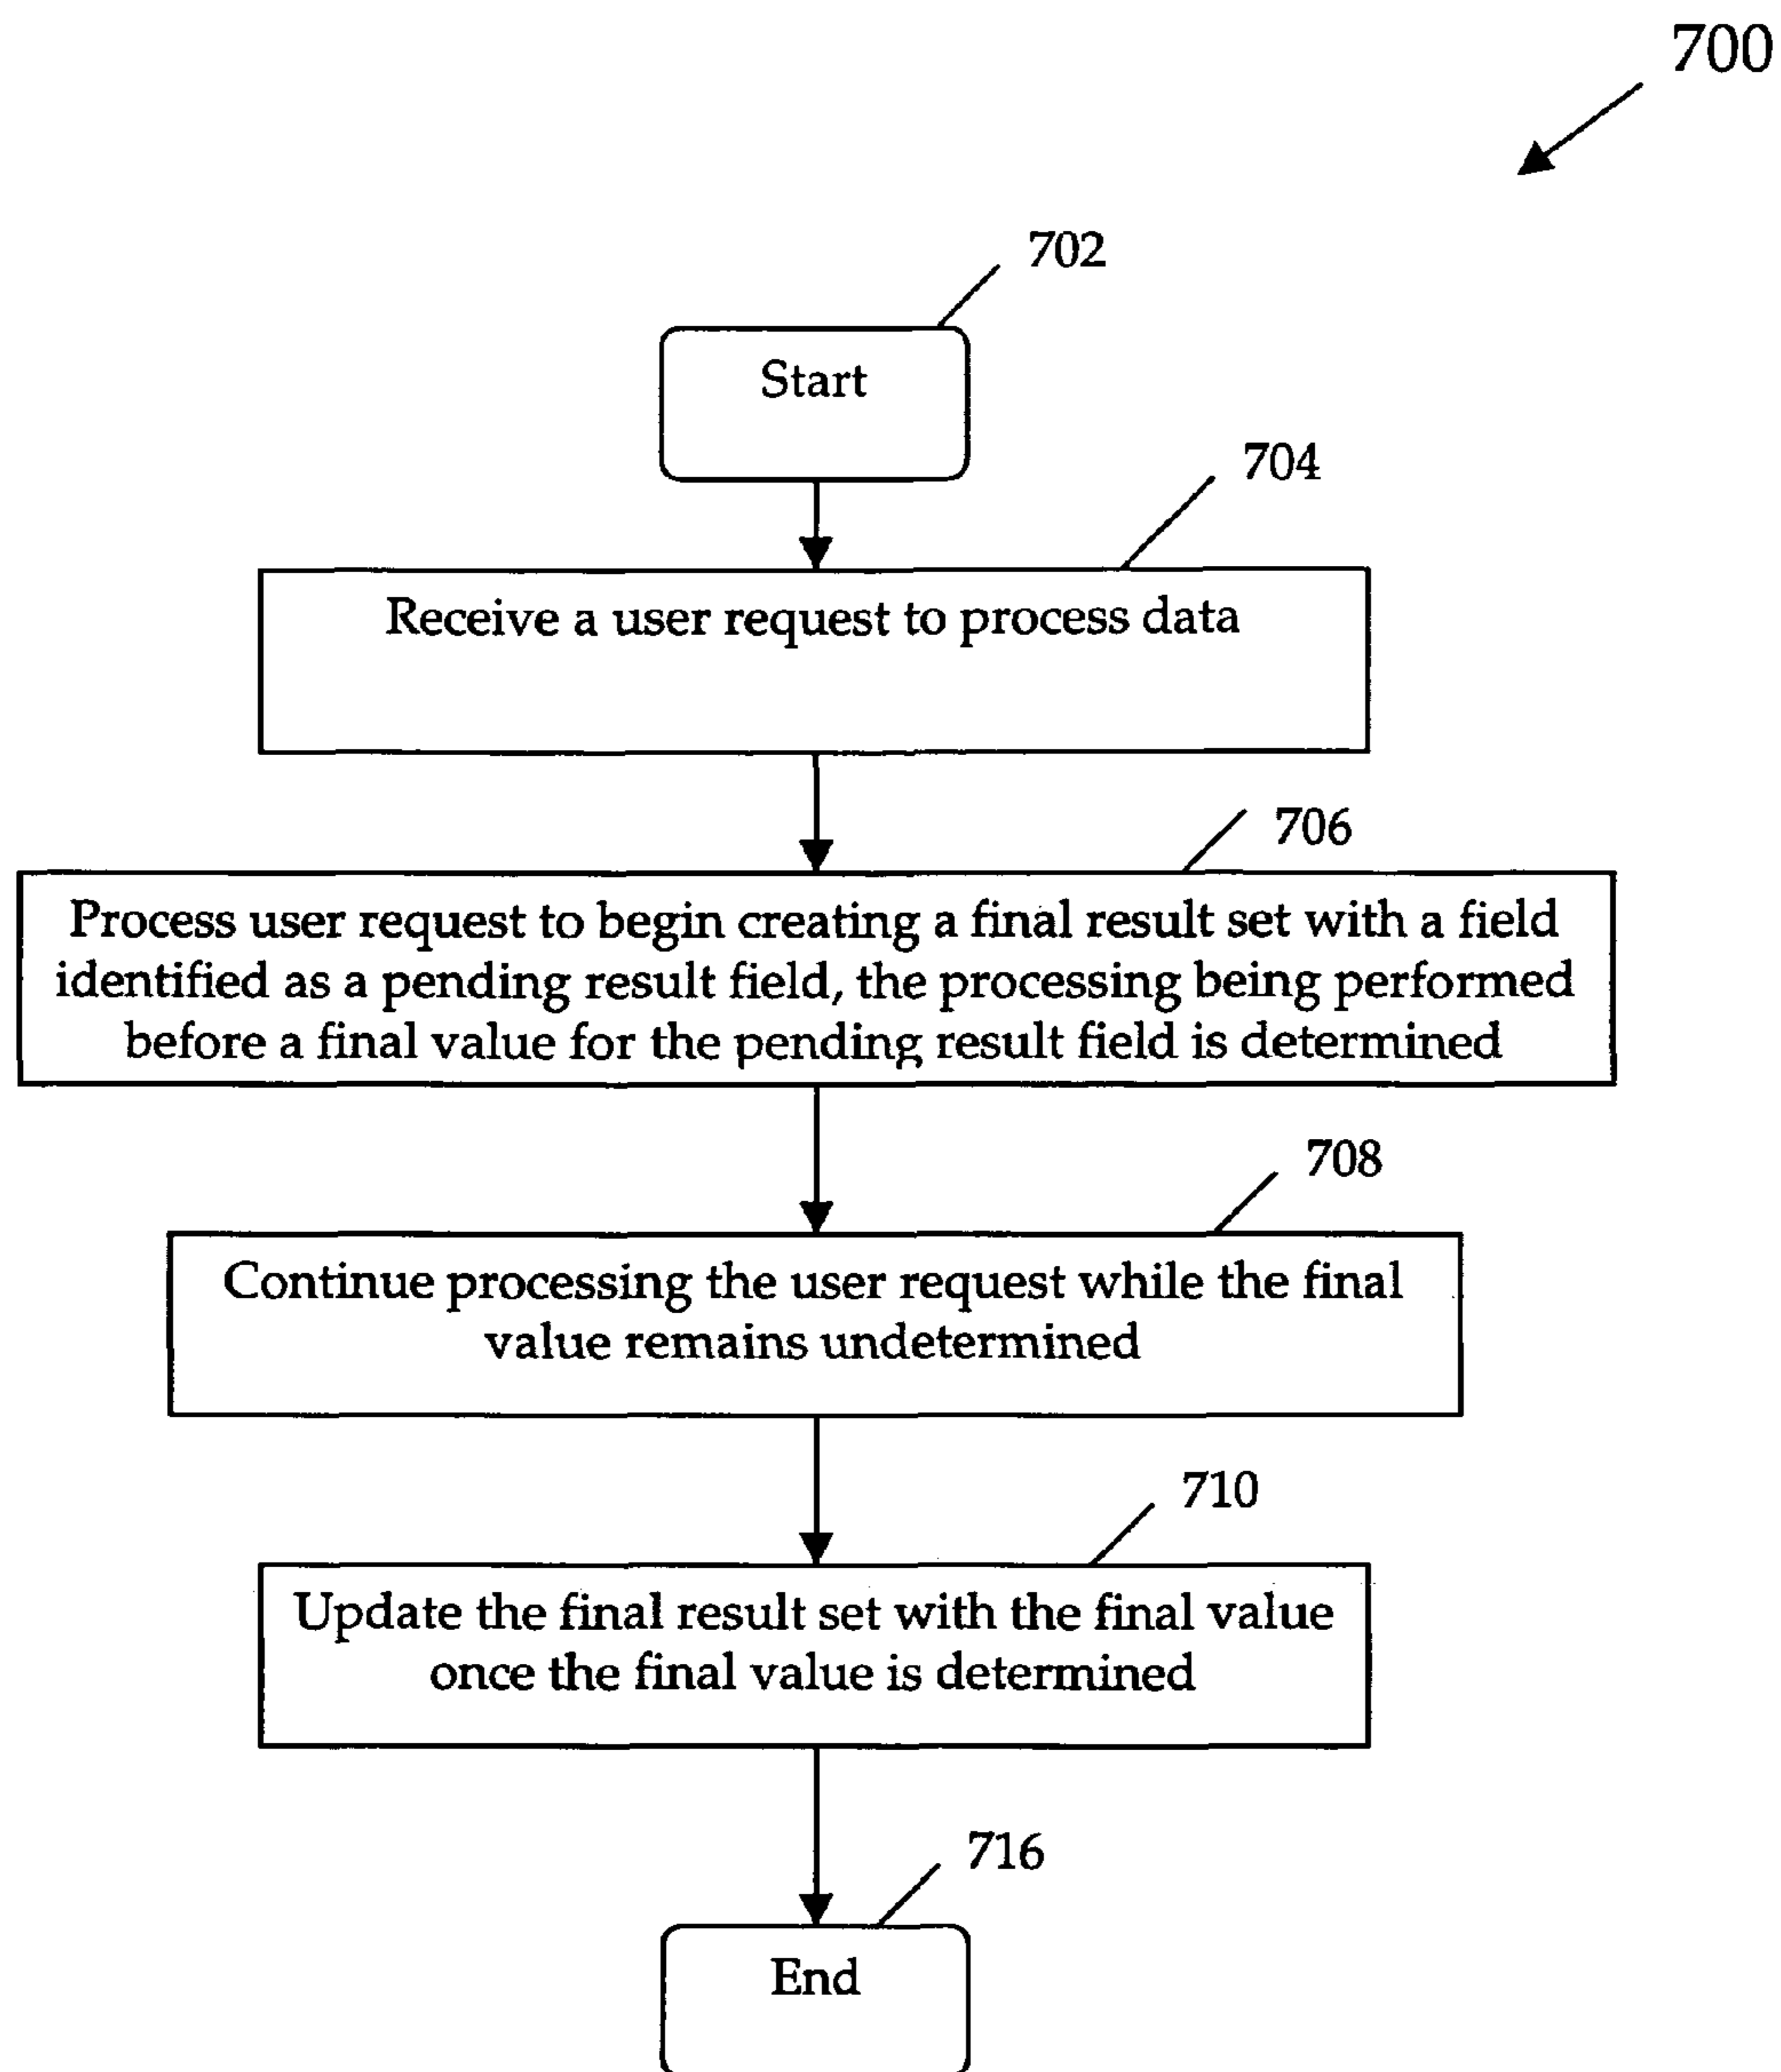 700
702
Start
704
Receive a user request to process data
706
Process user request to begin creating a final result set with a field
identified as a pending result field, the processing being performed
before a final value for the pending result field is determined
708
Continue processing the user request while the final
value remains undetermined
710
Update the final result set with the final value
once the final value is determined
716
End